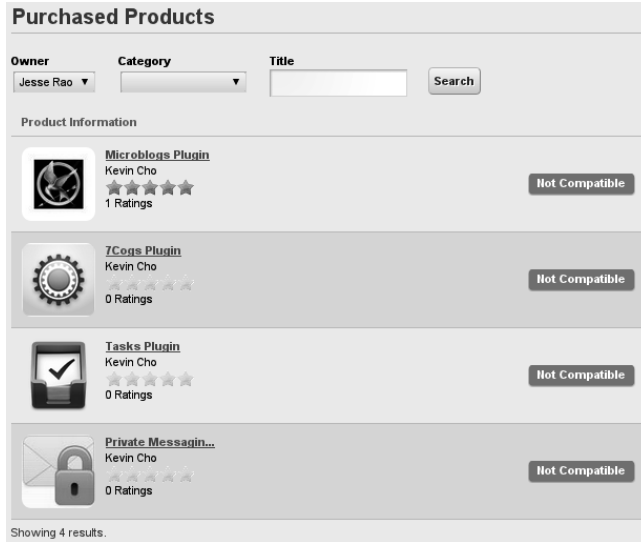 Purchased Products
Owner Category Title
Jesse Rao Search
Product Information
Microblogs Plugin
Kevin Cho
1 Ratings
Not Compatible
7Cogs Plugin
Kevin Cho
0 Ratings
Not Compatible
Tasks Plugin
Kevin Cho
0 Ratings
Not Compatible
Private Messagin...
Kevin Cho
0 Ratings
Not Compatible
Showing 4 results.